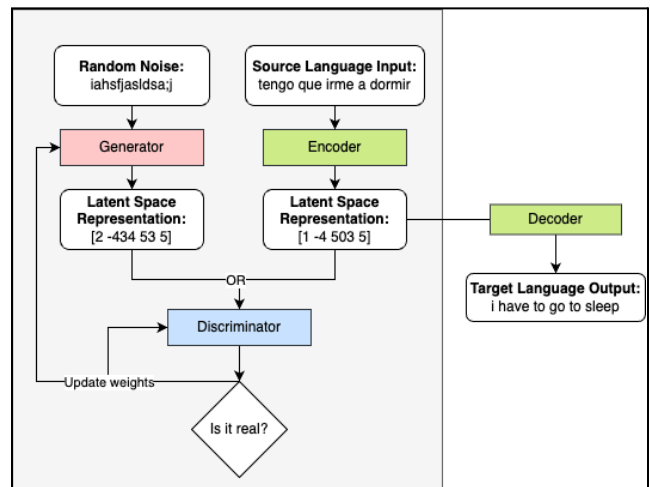 Random Noise:
iahsfjasldsa;j
Source Language Input:
tengo que irme a dormir
Generator
Encoder
Latent Space
Representation:
[2 -434 53 5]
Latent Space
Representation:
[1 -4 503 5]
Decoder
Target Language Output:
i have to go to sleep
OR
Discriminator
Update weights
Is it real?